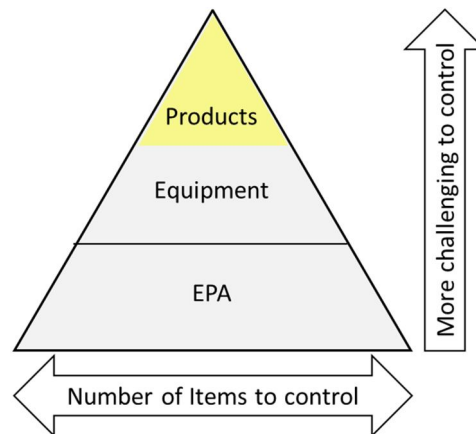 Products
Equipment
EPA
Number of Items to control
More challenging to control